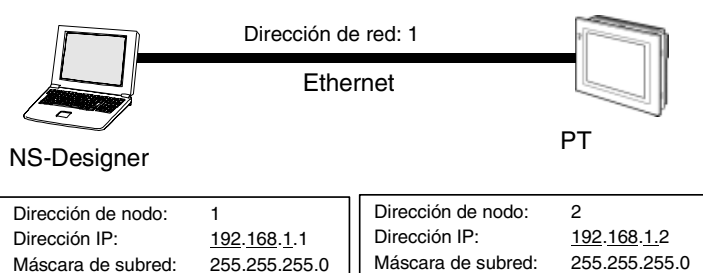 Dirección de red: 1
Ethernet
NS-Designer
PT
Dirección de nodo: 1
Dirección IP: 192.168.1.1
Máscara de subred: 255.255.255.0
Dirección de nodo: 2
Dirección IP: 192.168.1.2
Máscara de subred: 255.255.255.0